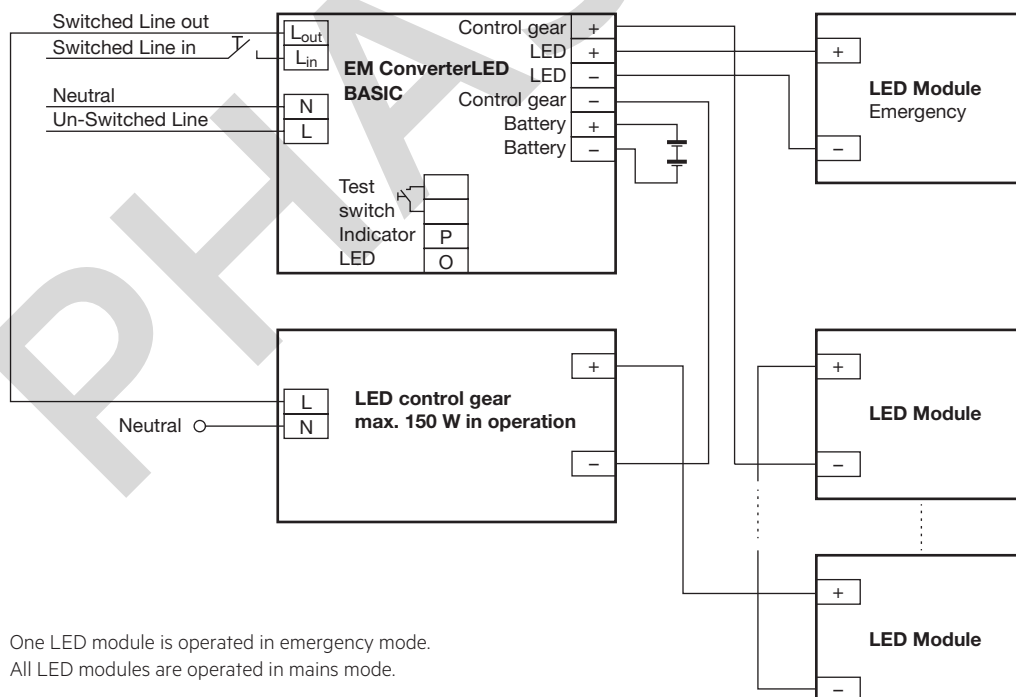 Switched Line out
Switched Line in
Neutral
Un-Switched Line
Lout
Lin
N
L
EM ConverterLED
BASIC
Control gear +
LED +
LED −
Control gear −
Battery +
Battery −
Test
switch
Indicator P
LED O
+
LED Module
Emergency
−
L
N
Neutral
LED control gear
max. 150 W in operation
+
−
+
LED Module
−
+
LED Module
−
One LED module is operated in emergency mode.
All LED modules are operated in mains mode.